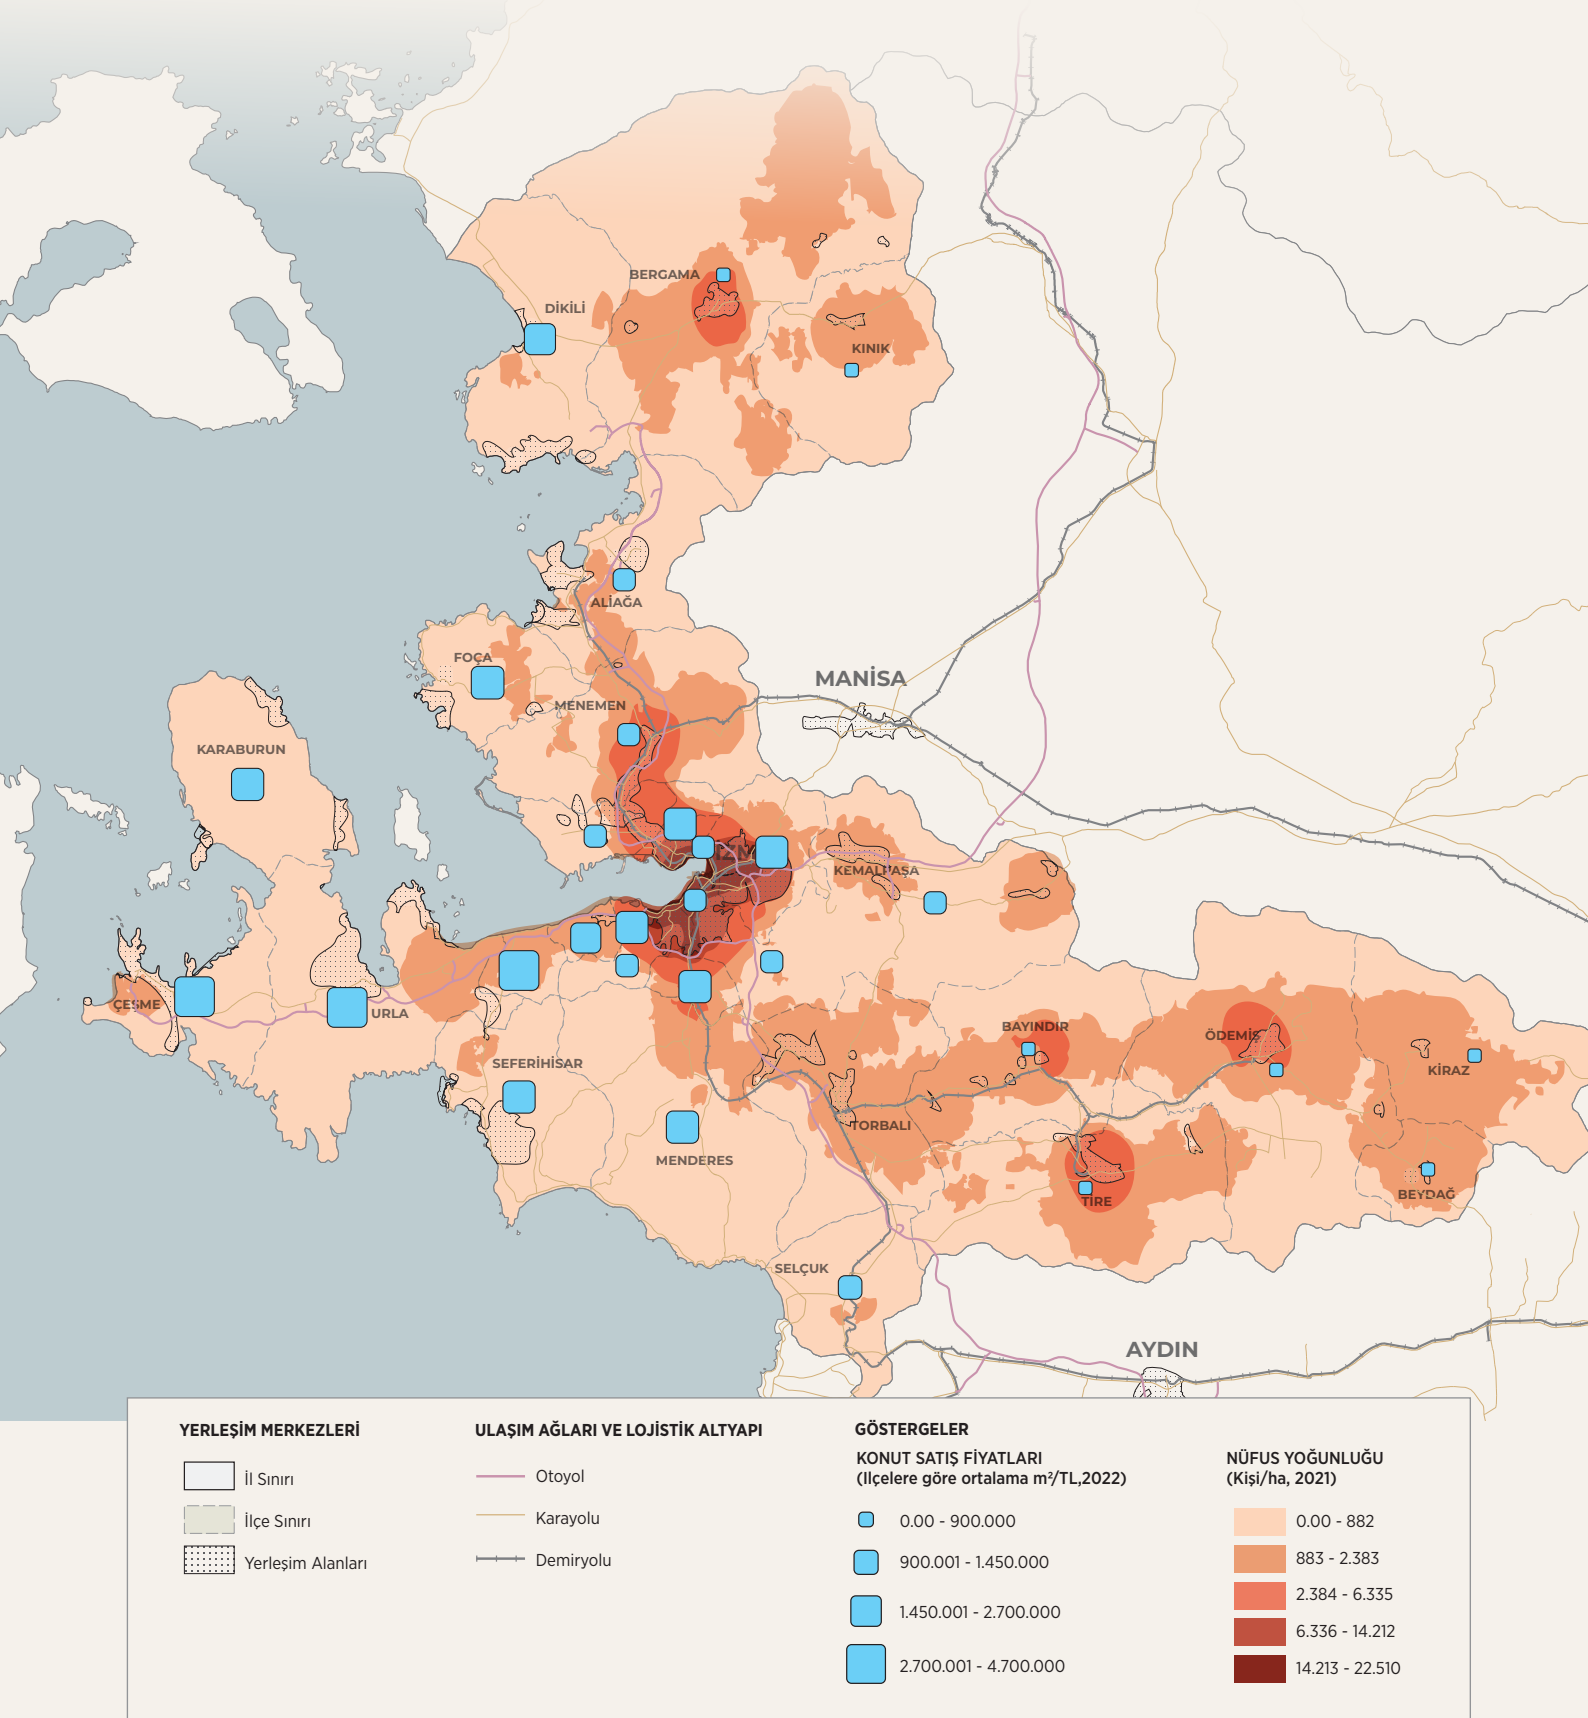 BERGAMA
DİKİLİ
KINIK
ALİAĞA
FOÇA
MANİSA
MENEMEN
KARABURUN
KEMALPAŞA
ÇEŞME
URLA
BAYINDIR
ÖDEMİŞ
SEFERİHİSAR
KİRAZ
TORBALI
MENDERES
BEYDAĞ
TİRE
SELÇUK
AYDIN
YERLEŞİM MERKEZLERİ
İl Sınırı
İlçe Sınırı
Yerleşim Alanları
ULAŞIM AĞLARI VE LOJİSTİK ALTYAPI
Otoyol
Karayolu
Demiryolu
GÖSTERGELER
KONUT SATIŞ FİYATLARI
(Ilçelere göre ortalama m²/TL,2022)
0.00 - 900.000
900.001 - 1.450.000
1.450.001 - 2.700.000
2.700.001 - 4.700.000
NÜFUS YOĞUNLUĞU
(Kişi/ha, 2021)
0.00 - 882
883 - 2.383
2.384 - 6.335
6.336 - 14.212
14.213 - 22.510